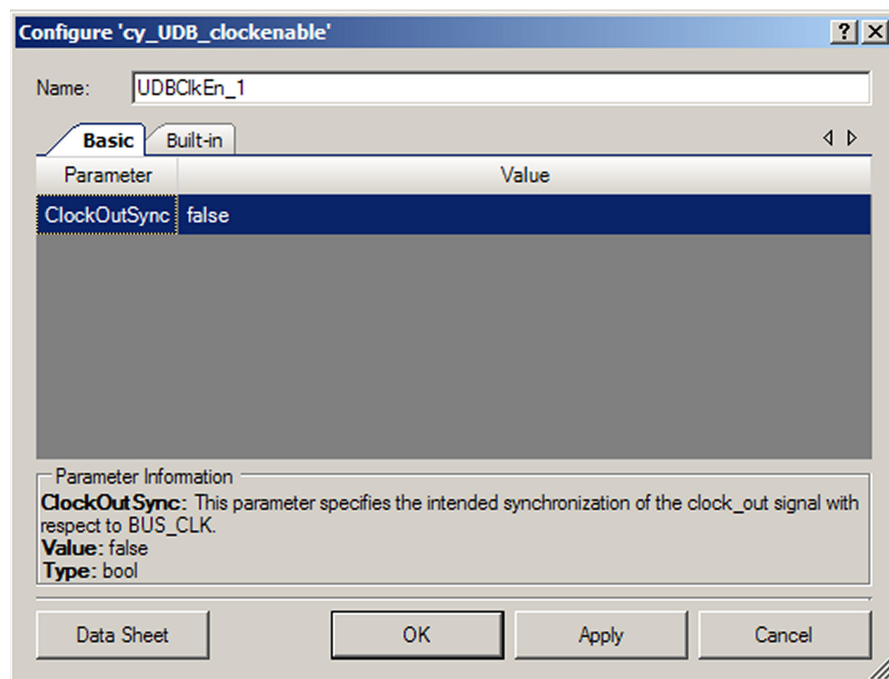 Configure 'cy_UDB_clockenable'
Name: UDBClkEn_1
Basic Built-in
Parameter Value
ClockOutSync false
Parameter Information
ClockOutSync: This parameter specifies the intended synchronization of the clock_out signal with
respect to BUS_CLK.
Value: false
Type: bool
Data Sheet OK Apply Cancel